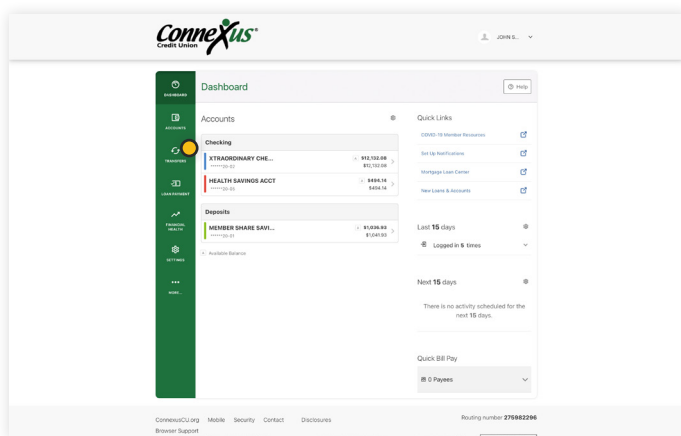 Connexus®
Credit Union
JOHN S...
DASHBOARD
ACCOUNTS
TRANSFERS
LOAN PAYMENT
FINANCIAL
HEALTH
SETTINGS
MORE...
Dashboard
Help
Accounts
Checking
XTRAORDINARY CHE...
$12,132.08
$12,132.08
HEALTH SAVINGS ACCT
$494.14
$494.14
Deposits
MEMBER SHARE SAVI...
$1,036.93
$1,041.93
Available Balance
Quick Links
COVID-19 Member Resources
Set Up Notifications
Mortgage Loan Center
New Loans & Accounts
Last 15 days
Logged in 5 times
Next 15 days
There is no activity scheduled for the
next 15 days.
Quick Bill Pay
0 Payees
ConnexusCU.org Mobile Security Contact Disclosures
Browser Support
Routing number 275982296